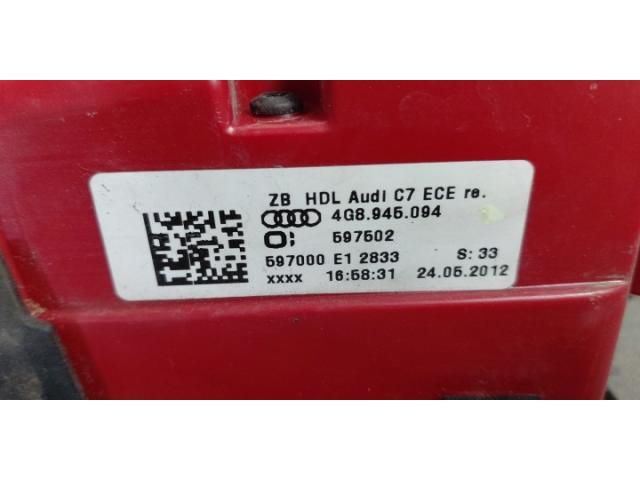 ZB HDL Audi C7 ECE re.
4G8.945.094
O: 597502
597000 E1 2833 S: 33
xxxx 16:58:31 24.05.2012